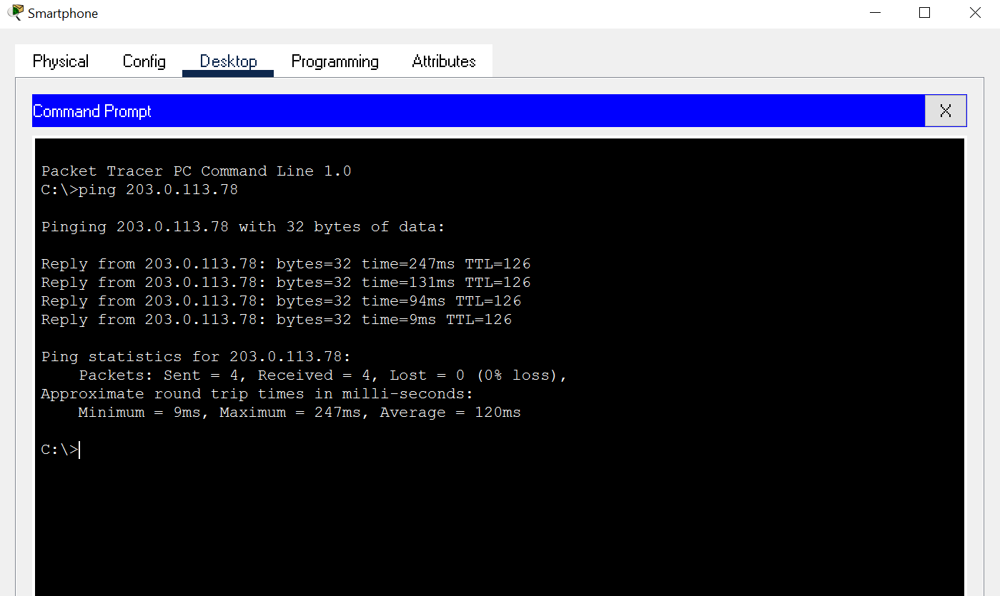 Smartphone
Physical Config Desktop Programming Attributes
Command Prompt X
Packet Tracer PC Command Line 1.0
C:\>ping 203.0.113.78
Pinging 203.0.113.78 with 32 bytes of data:
Reply from 203.0.113.78: bytes=32 time=247ms TTL=126
Reply from 203.0.113.78: bytes=32 time=131ms TTL=126
Reply from 203.0.113.78: bytes=32 time=94ms TTL=126
Reply from 203.0.113.78: bytes=32 time=9ms TTL=126
Ping statistics for 203.0.113.78:
Packets: Sent = 4, Received = 4, Lost = 0 (0% loss),
Approximate round trip times in milli-seconds:
Minimum = 9ms, Maximum = 247ms, Average = 120ms
C:\>